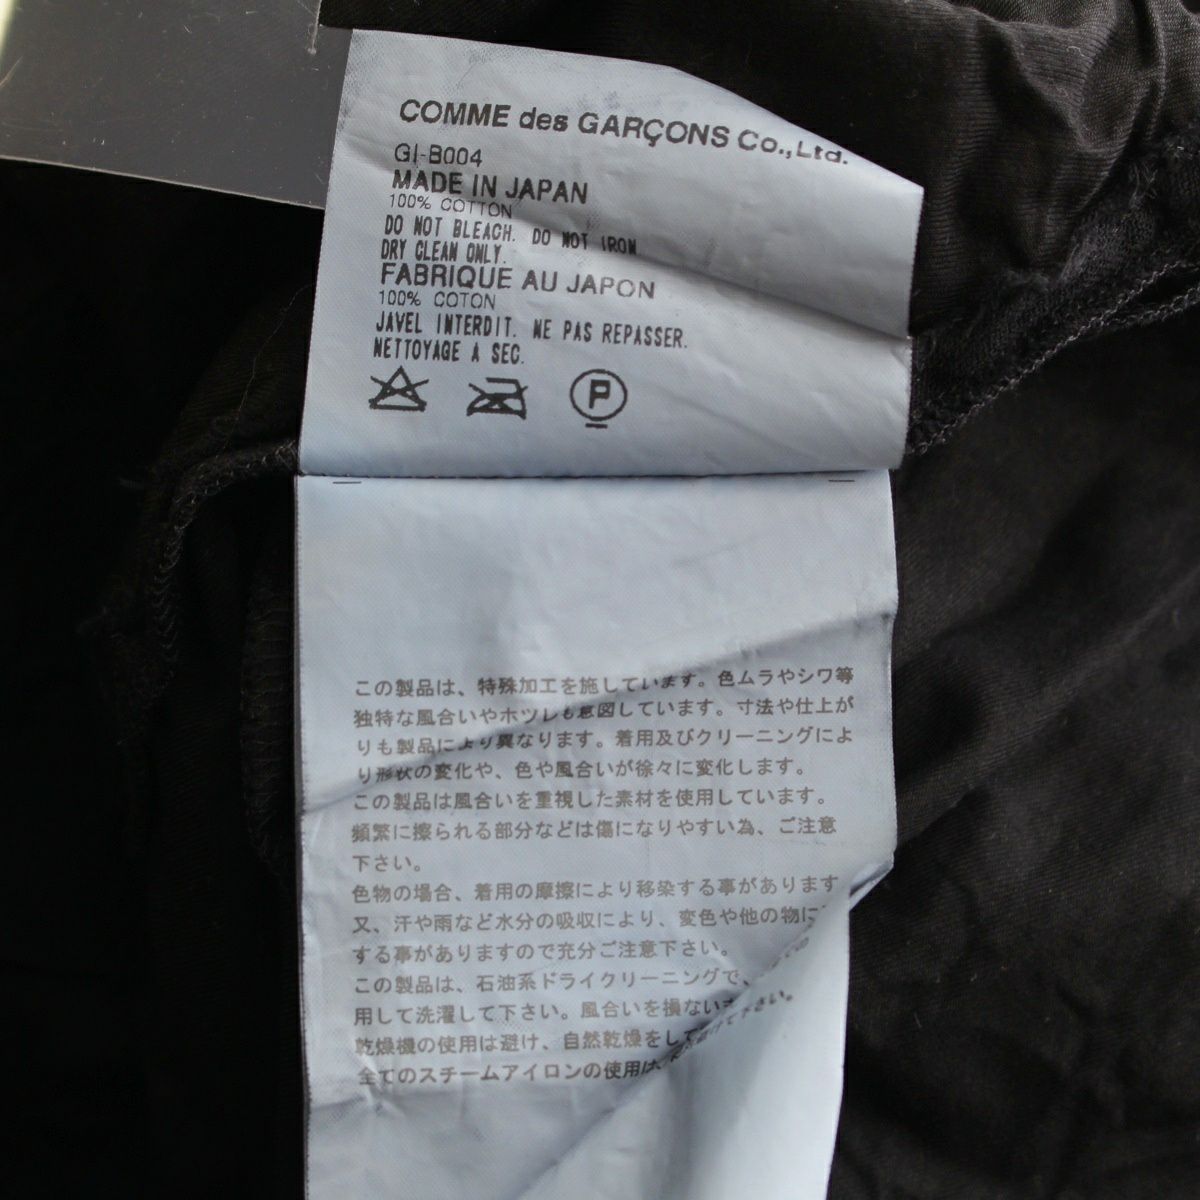 COMME des GARÇONS Co.,Ltd.
GI-B004
MADE IN JAPAN
100% COTTON
DO NOT BLEACH. DO NOT IRON
DRY CLEAN ONLY.
FABRIQUE AU JAPON
100% COTON
JAVEL INTERDIT. NE PAS REPASSER.
NETTOYAGE A SEC.
P
この製品は、特殊加工を施しています。色ムラやシワ等
独特な風合いやホツレも意図しています。寸法や仕上が
りも製品により異なります。着用及びクリーニングによ
り形状の変化や、色や風合いが徐々に変化します。
この製品は風合いを重視した素材を使用しています。
頻繁に擦られる部分などは傷になりやすい為、ご注意
下さい。
色物の場合、着用の摩擦により移染する事があります
又、汗や雨など水分の吸収により、変色や他の物に
する事がありますので充分ご注意下さい。
この製品は、石油系ドライクリーニングで、
用して洗濯して下さい。風合いを損ない
乾燥機の使用は避け、自然乾燥をして下さい。
全てのスチームアイロンの使用は、